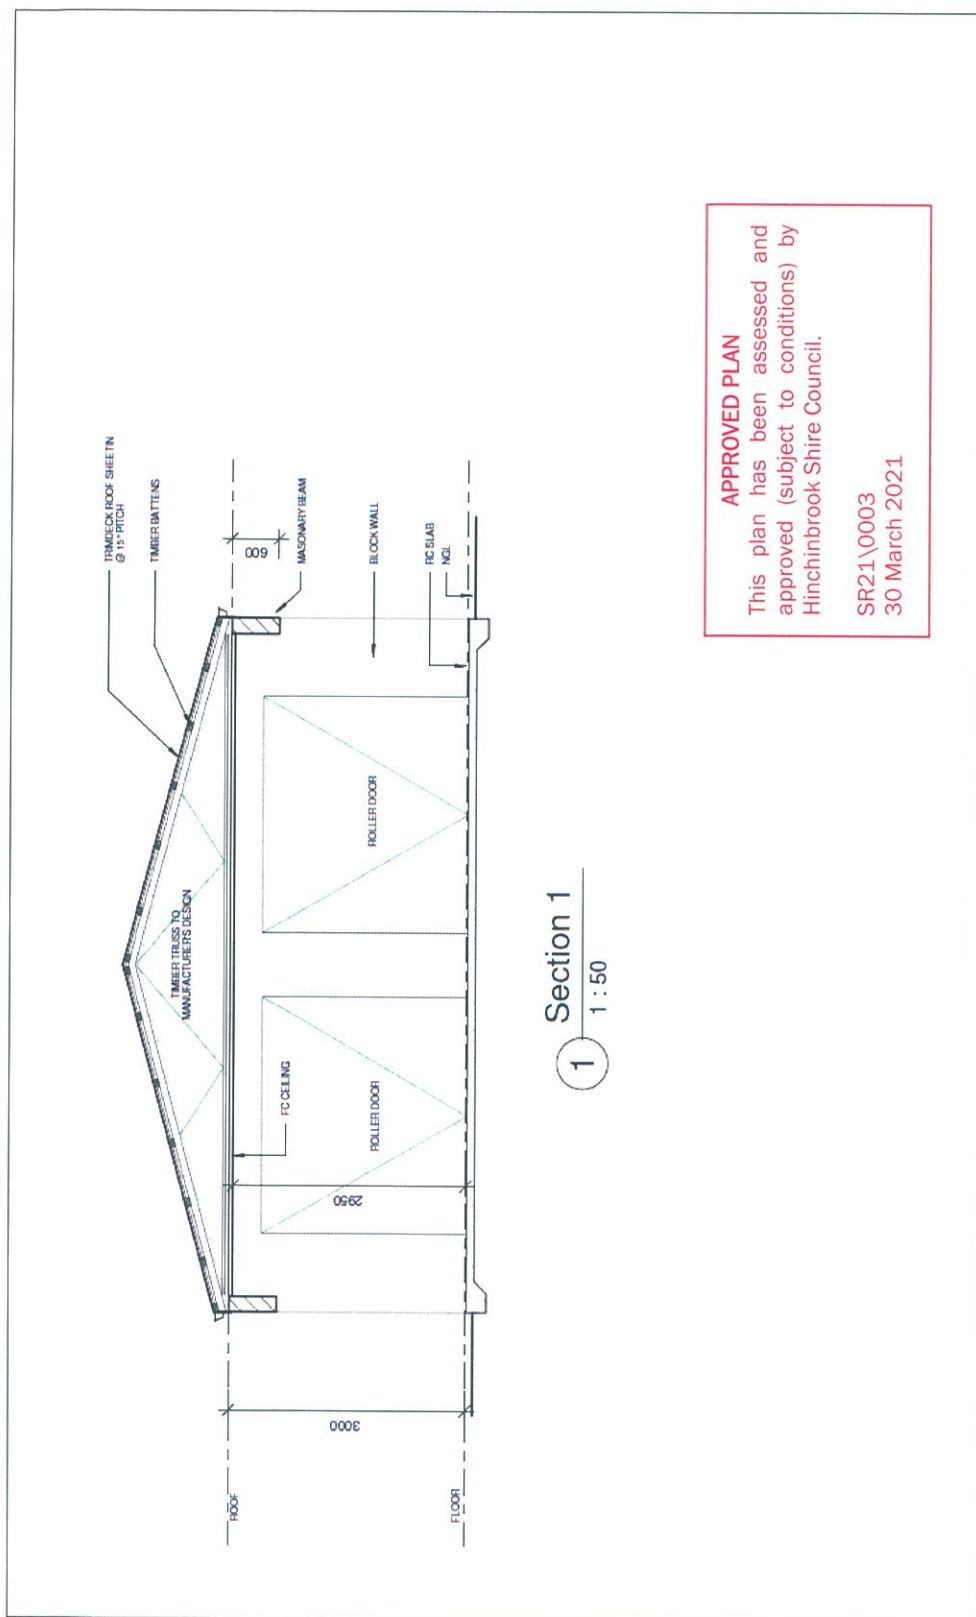 TRIMDECK ROOF SHEETIN
@ 15° PITCH
TIMBER BATTENS
TIMBER TRUSS TO
MANUFACTURER'S DESIGN
ROOF
600
MASONARY BEAM
FC CEILING
BLOCK WALL
3000
2950
ROLLER DOOR
ROLLER DOOR
RC SLAB
NGL
FLOOR
1
Section 1
1 : 50
APPROVED PLAN
This plan has been assessed and
approved (subject to conditions) by
Hinchinbrook Shire Council.
SR21\0003
30 March 2021